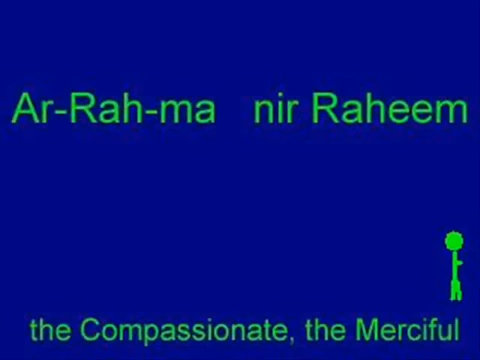 Ar-Rah-ma nir Raheem
the Compassionate, the Merciful